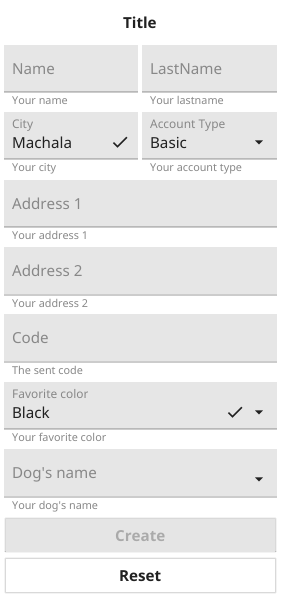 Title
Name LastName
Your name Your lastname
City Account Type
Machala Basic
Your city Your account type
Address 1
Your address 1
Address 2
Your address 2
Code
The sent code
Favorite color
Black
Your favorite color
Dog's name
Your dog's name
Create
Reset